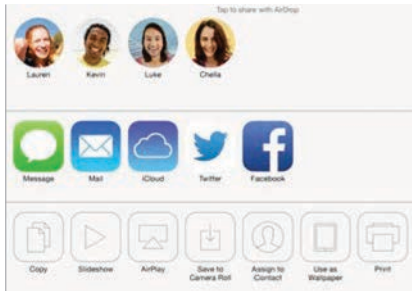 Tap to share with AirDrop
Lauren Kevin Luke Chella
Message Mail iCloud Twitter Facebook
Copy Slideshow AirPlay Save to Camera Roll Assign to Contact Use as Wallpaper Print